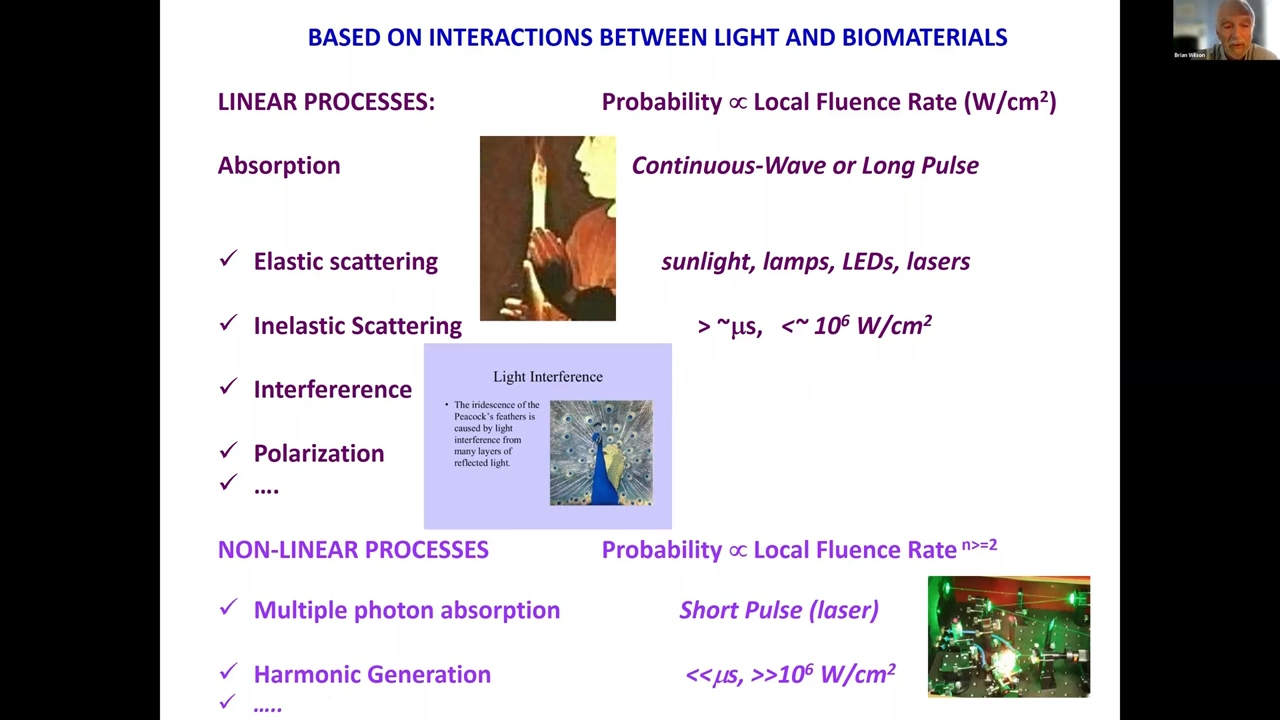 BASED ON INTERACTIONS BETWEEN LIGHT AND BIOMATERIALS
Brian Wilson
LINEAR PROCESSES: Probability ∝ Local Fluence Rate (W/cm²)
Absorption Continuous-Wave or Long Pulse
✓ Elastic scattering sunlight, lamps, LEDs, lasers
✓ Inelastic Scattering > ~μs, <~ 10⁶ W/cm²
✓ Interfererence
Light Interference
• The iridescence of the
Peacock's feathers is
caused by light
interference from
many layers of
reflected light.
✓ Polarization
✓ ….
NON-LINEAR PROCESSES Probability ∝ Local Fluence Rate ⁿ>=2
✓ Multiple photon absorption Short Pulse (laser)
✓ Harmonic Generation <<μs, >>10⁶ W/cm²
✓ …..